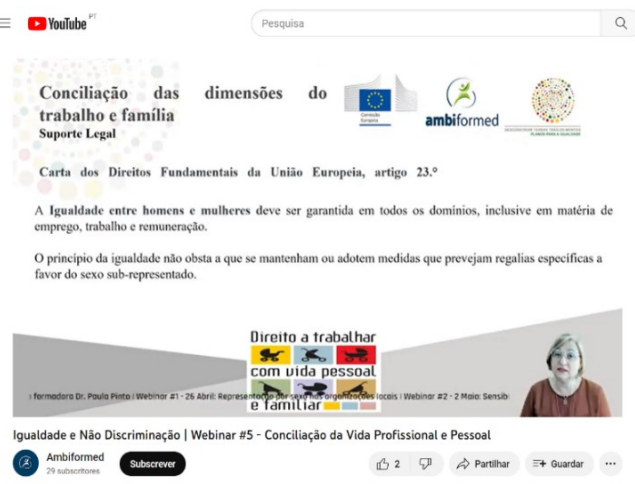 YouTube PT
Pesquisa
Conciliação das dimensões do
trabalho e família
Suporte Legal
Comissão
Europeia
ambiformed
Carta dos Direitos Fundamentais da União Europeia, artigo 23.º
A Igualdade entre homens e mulheres deve ser garantida em todos os domínios, inclusive em matéria de
emprego, trabalho e remuneração.
O princípio da igualdade não obsta a que se mantenham ou adotem medidas que prevejam regalias específicas a
favor do sexo sub-representado.
Direito a trabalhar
com vida pessoal
e familiar
formadora Dr. Paula Pinto | Webinar #1 - 26 Abril: Representação por sexo nas organizações locais | Webinar #2 - 2 Maio: Sensib
Igualdade e Não Discriminação | Webinar #5 - Conciliação da Vida Profissional e Pessoal
Ambiformed
29 subscritores
Subscrever
2
Partilhar
Guardar